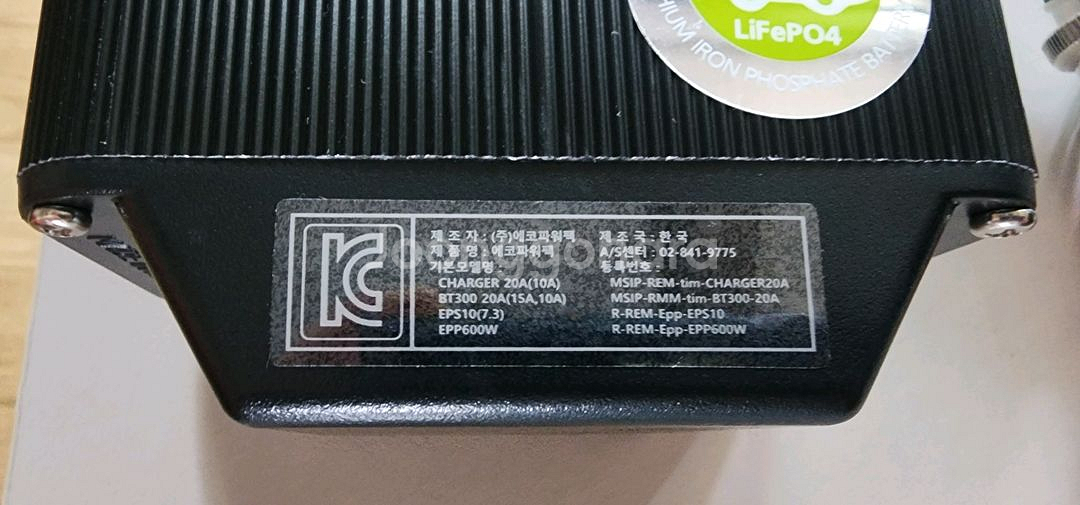 LiFePO4
IRON PHOSPHATE
제 조 자 : (주)에코파워팩 제 조 국 : 한 국
제 품 명 : 에코파워팩 A/S센터 : 02-841-9775
기본모델명 : 등록번호 :
CHARGER 20A(10A) MSIP-REM-tim-CHARGER20A
BT300 20A(15A,10A) MSIP-RMM-tim-BT300-20A
EPS10(7.3) R-REM-Epp-EPS10
EPP600W R-REM-Epp-EPP600W